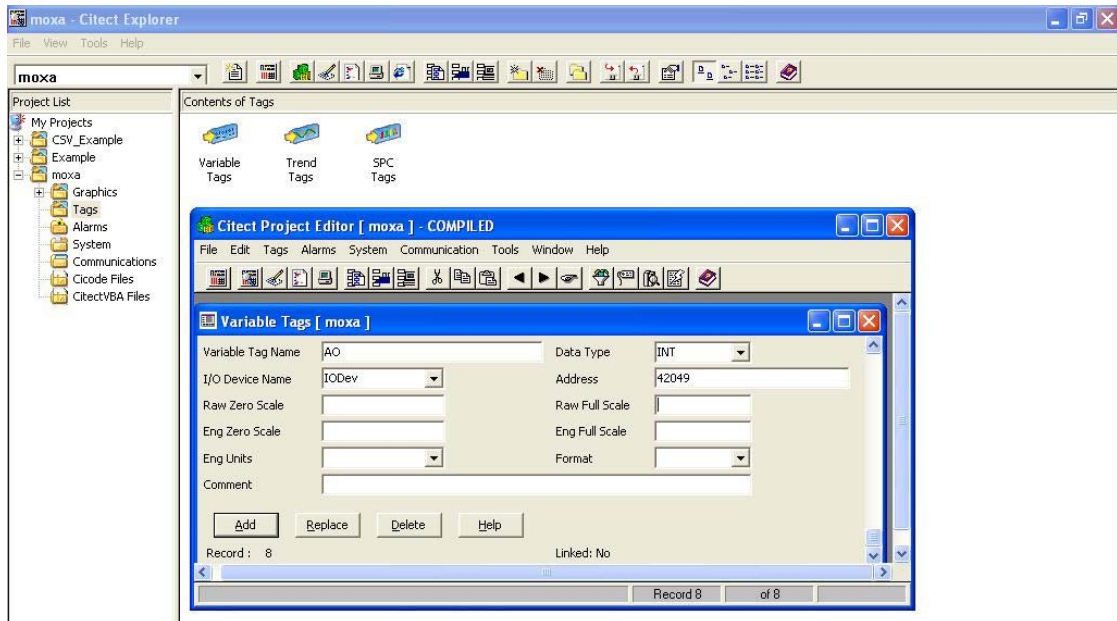 moxa - Citect Explorer
File View Tools Help
moxa
Project List
Contents of Tags
My Projects
CSV_Example
Example
moxa
Graphics
Tags
Alarms
System
Communications
Cicode Files
CitectVBA Files
Variable Tags
Trend Tags
SPC Tags
Citect Project Editor [ moxa ] - COMPILED
File Edit Tags Alarms System Communication Tools Window Help
Variable Tags [ moxa ]
Variable Tag Name AO Data Type INT
I/O Device Name IODev Address 42049
Raw Zero Scale Raw Full Scale
Eng Zero Scale Eng Full Scale
Eng Units Format
Comment
Add Replace Delete Help
Record : 8 Linked: No
Record 8 of 8